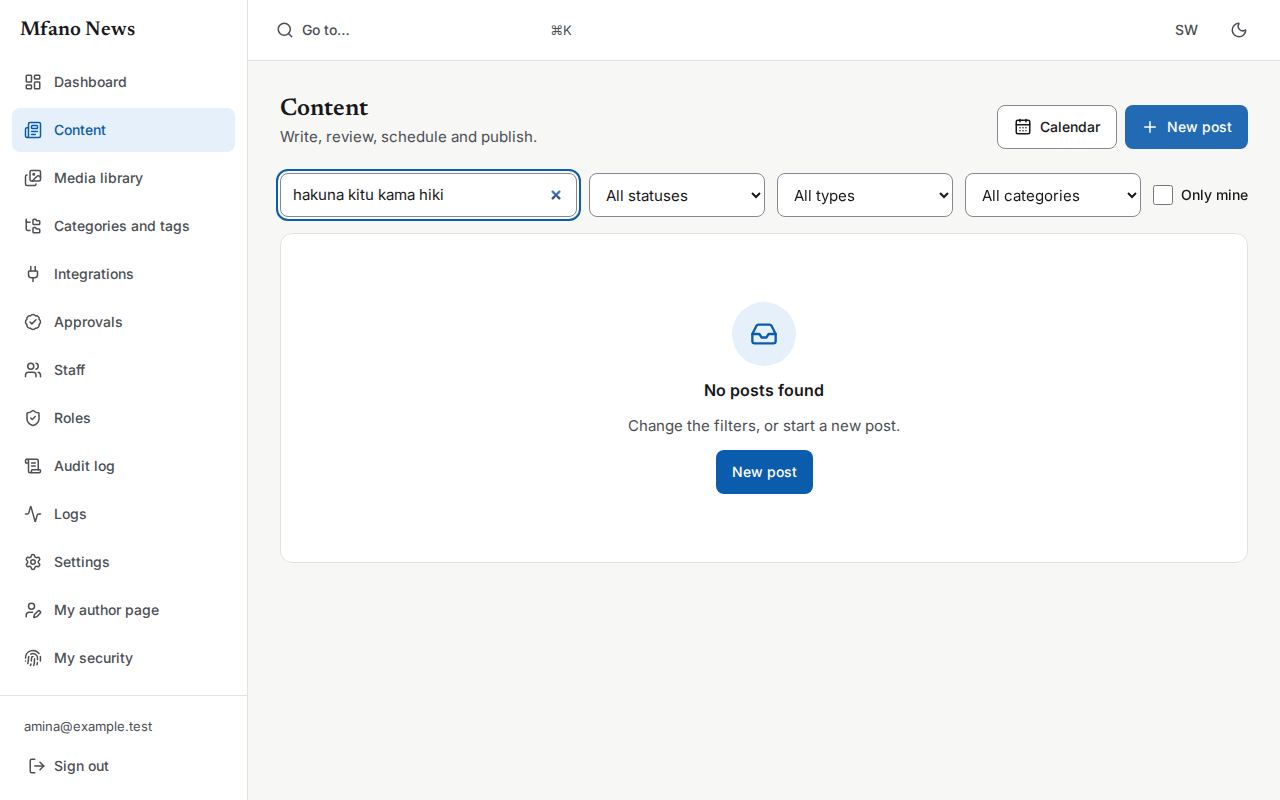 Mfano News
Go to...
⌘K
SW
Dashboard
Content
Media library
Categories and tags
Integrations
Approvals
Staff
Roles
Audit log
Logs
Settings
My author page
My security
amina@example.test
Sign out
Content
Write, review, schedule and publish.
Calendar
New post
hakuna kitu kama hiki
All statuses
All types
All categories
Only mine
No posts found
Change the filters, or start a new post.
New post